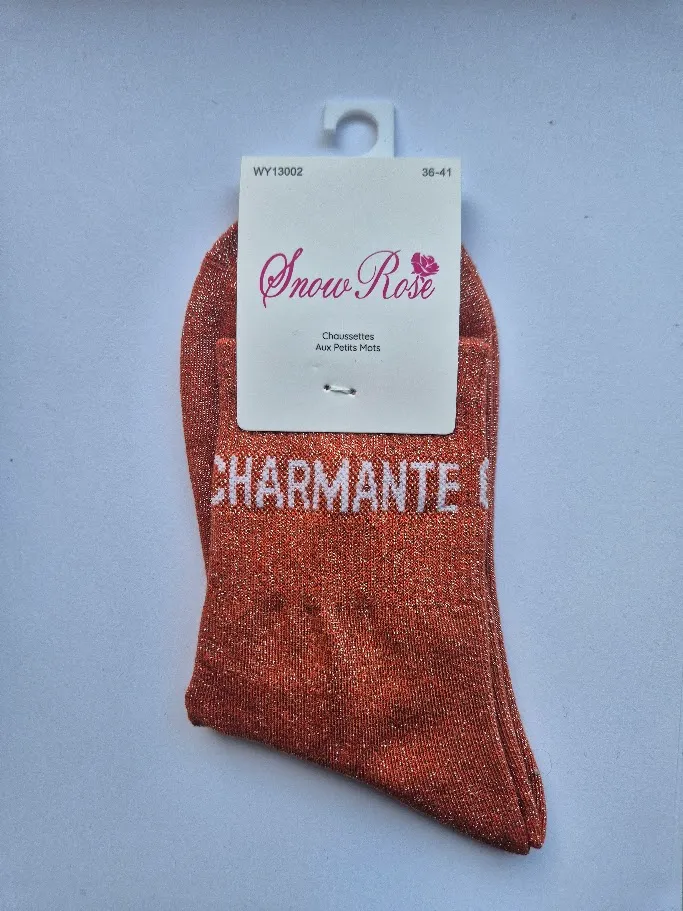 WY13002 36-41
Snow Rose
Chaussettes
Aux Petits Mots
CHARMANTE